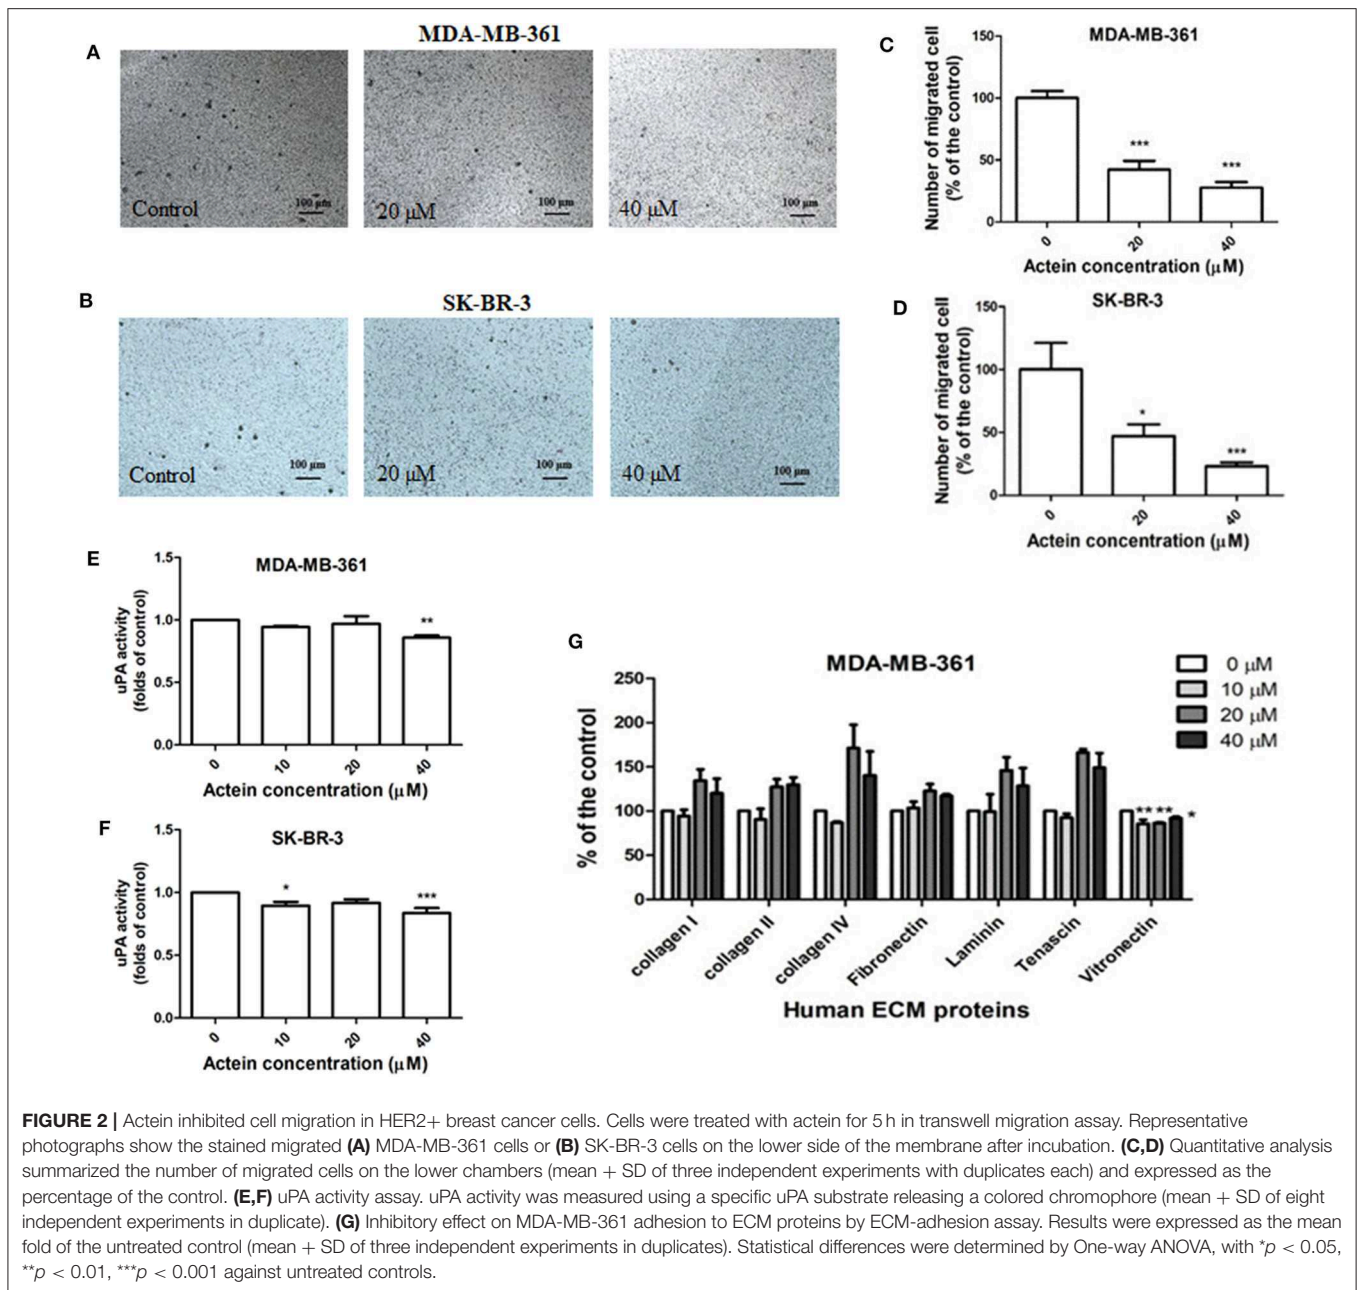 A
MDA-MB-361
Control
100 µm
20 µM
100 µm
40 µM
100 µm
B
SK-BR-3
Control
100 µm
20 µM
100 µm
40 µM
100 µm
C
MDA-MB-361
Number of migrated cell
(% of the control)
150
100
50
0
***
***
0
20
40
Actein concentration (µM)
D
SK-BR-3
Number of migrated cell
(% of the control)
150
100
50
0
*
***
0
20
40
Actein concentration (µM)
E
MDA-MB-361
uPA activity
(folds of control)
1.5
1.0
0.5
0.0
**
0
10
20
40
Actein concentration (µM)
F
SK-BR-3
uPA activity
(folds of control)
1.5
1.0
0.5
0.0
*
***
0
10
20
40
Actein concentration (µM)
G
MDA-MB-361
0 µM
10 µM
20 µM
40 µM
% of the control
250
200
150
100
50
0
** ** *
collagen I
collagen II
collagen IV
Fibronectin
Laminin
Tenascin
Vitronectin
Human ECM proteins
FIGURE 2 | Actein inhibited cell migration in HER2+ breast cancer cells. Cells were treated with actein for 5 h in transwell migration assay. Representative
photographs show the stained migrated (A) MDA-MB-361 cells or (B) SK-BR-3 cells on the lower side of the membrane after incubation. (C,D) Quantitative analysis
summarized the number of migrated cells on the lower chambers (mean + SD of three independent experiments with duplicates each) and expressed as the
percentage of the control. (E,F) uPA activity assay. uPA activity was measured using a specific uPA substrate releasing a colored chromophore (mean + SD of eight
independent experiments in duplicate). (G) Inhibitory effect on MDA-MB-361 adhesion to ECM proteins by ECM-adhesion assay. Results were expressed as the mean
fold of the untreated control (mean + SD of three independent experiments in duplicates). Statistical differences were determined by One-way ANOVA, with *p < 0.05,
**p < 0.01, ***p < 0.001 against untreated controls.